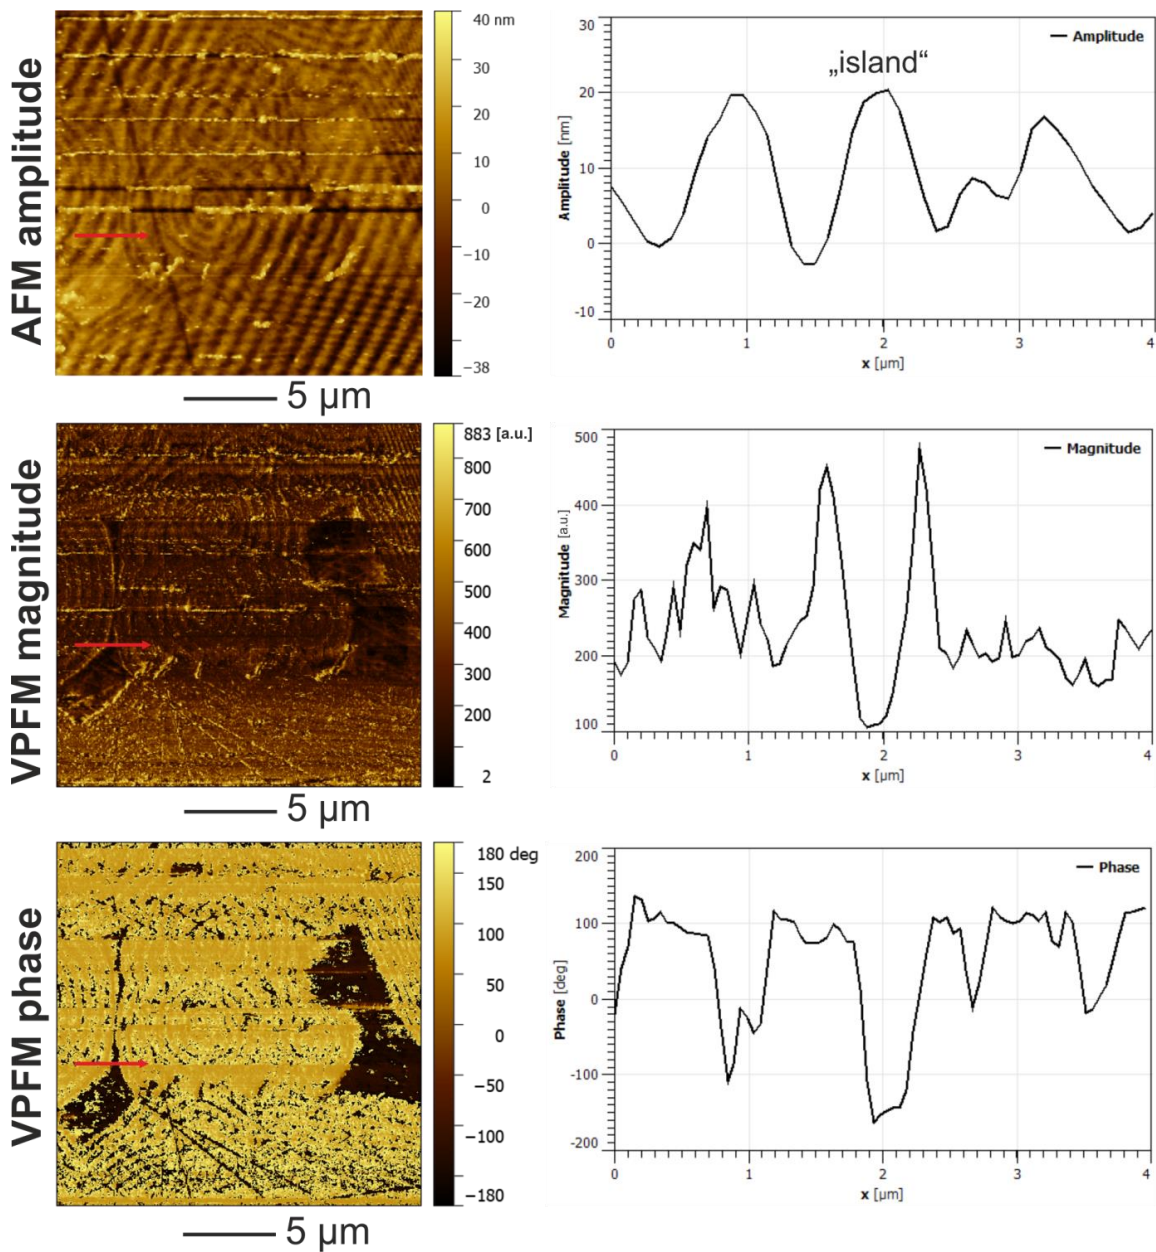 AFM amplitude
40 nm
30
20
10
0
−10
−20
−38
5 µm
30
20
10
0
-10
Amplitude [nm]
Amplitude
„island“
0 1 2 3 4
x [µm]
VPFM magnitude
883 [a.u.]
800
700
600
500
400
300
200
2
5 µm
500
400
300
200
100
Magnitude [a.u.]
Magnitude
0 1 2 3 4
x [µm]
VPFM phase
180 deg
150
100
50
0
−50
−100
−180
5 µm
200
100
0
-100
-200
Phase [deg]
Phase
0 1 2 3 4
x [µm]